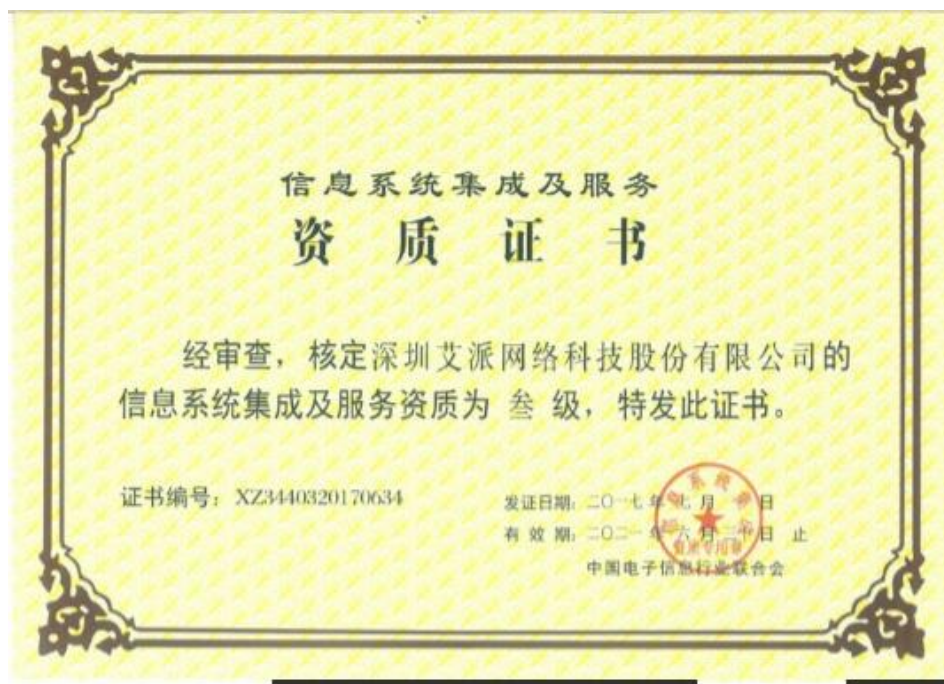 信息系统集成及服务
资 质 证 书
经审查，核定深圳艾派网络科技股份有限公司的
信息系统集成及服务资质为 叁 级，特发此证书。
证书编号：XZ3440320170634
发证日期：二〇一七年七月 日
有 效 期：二〇二一年六月三十日 止
中国电子信息行业联合会